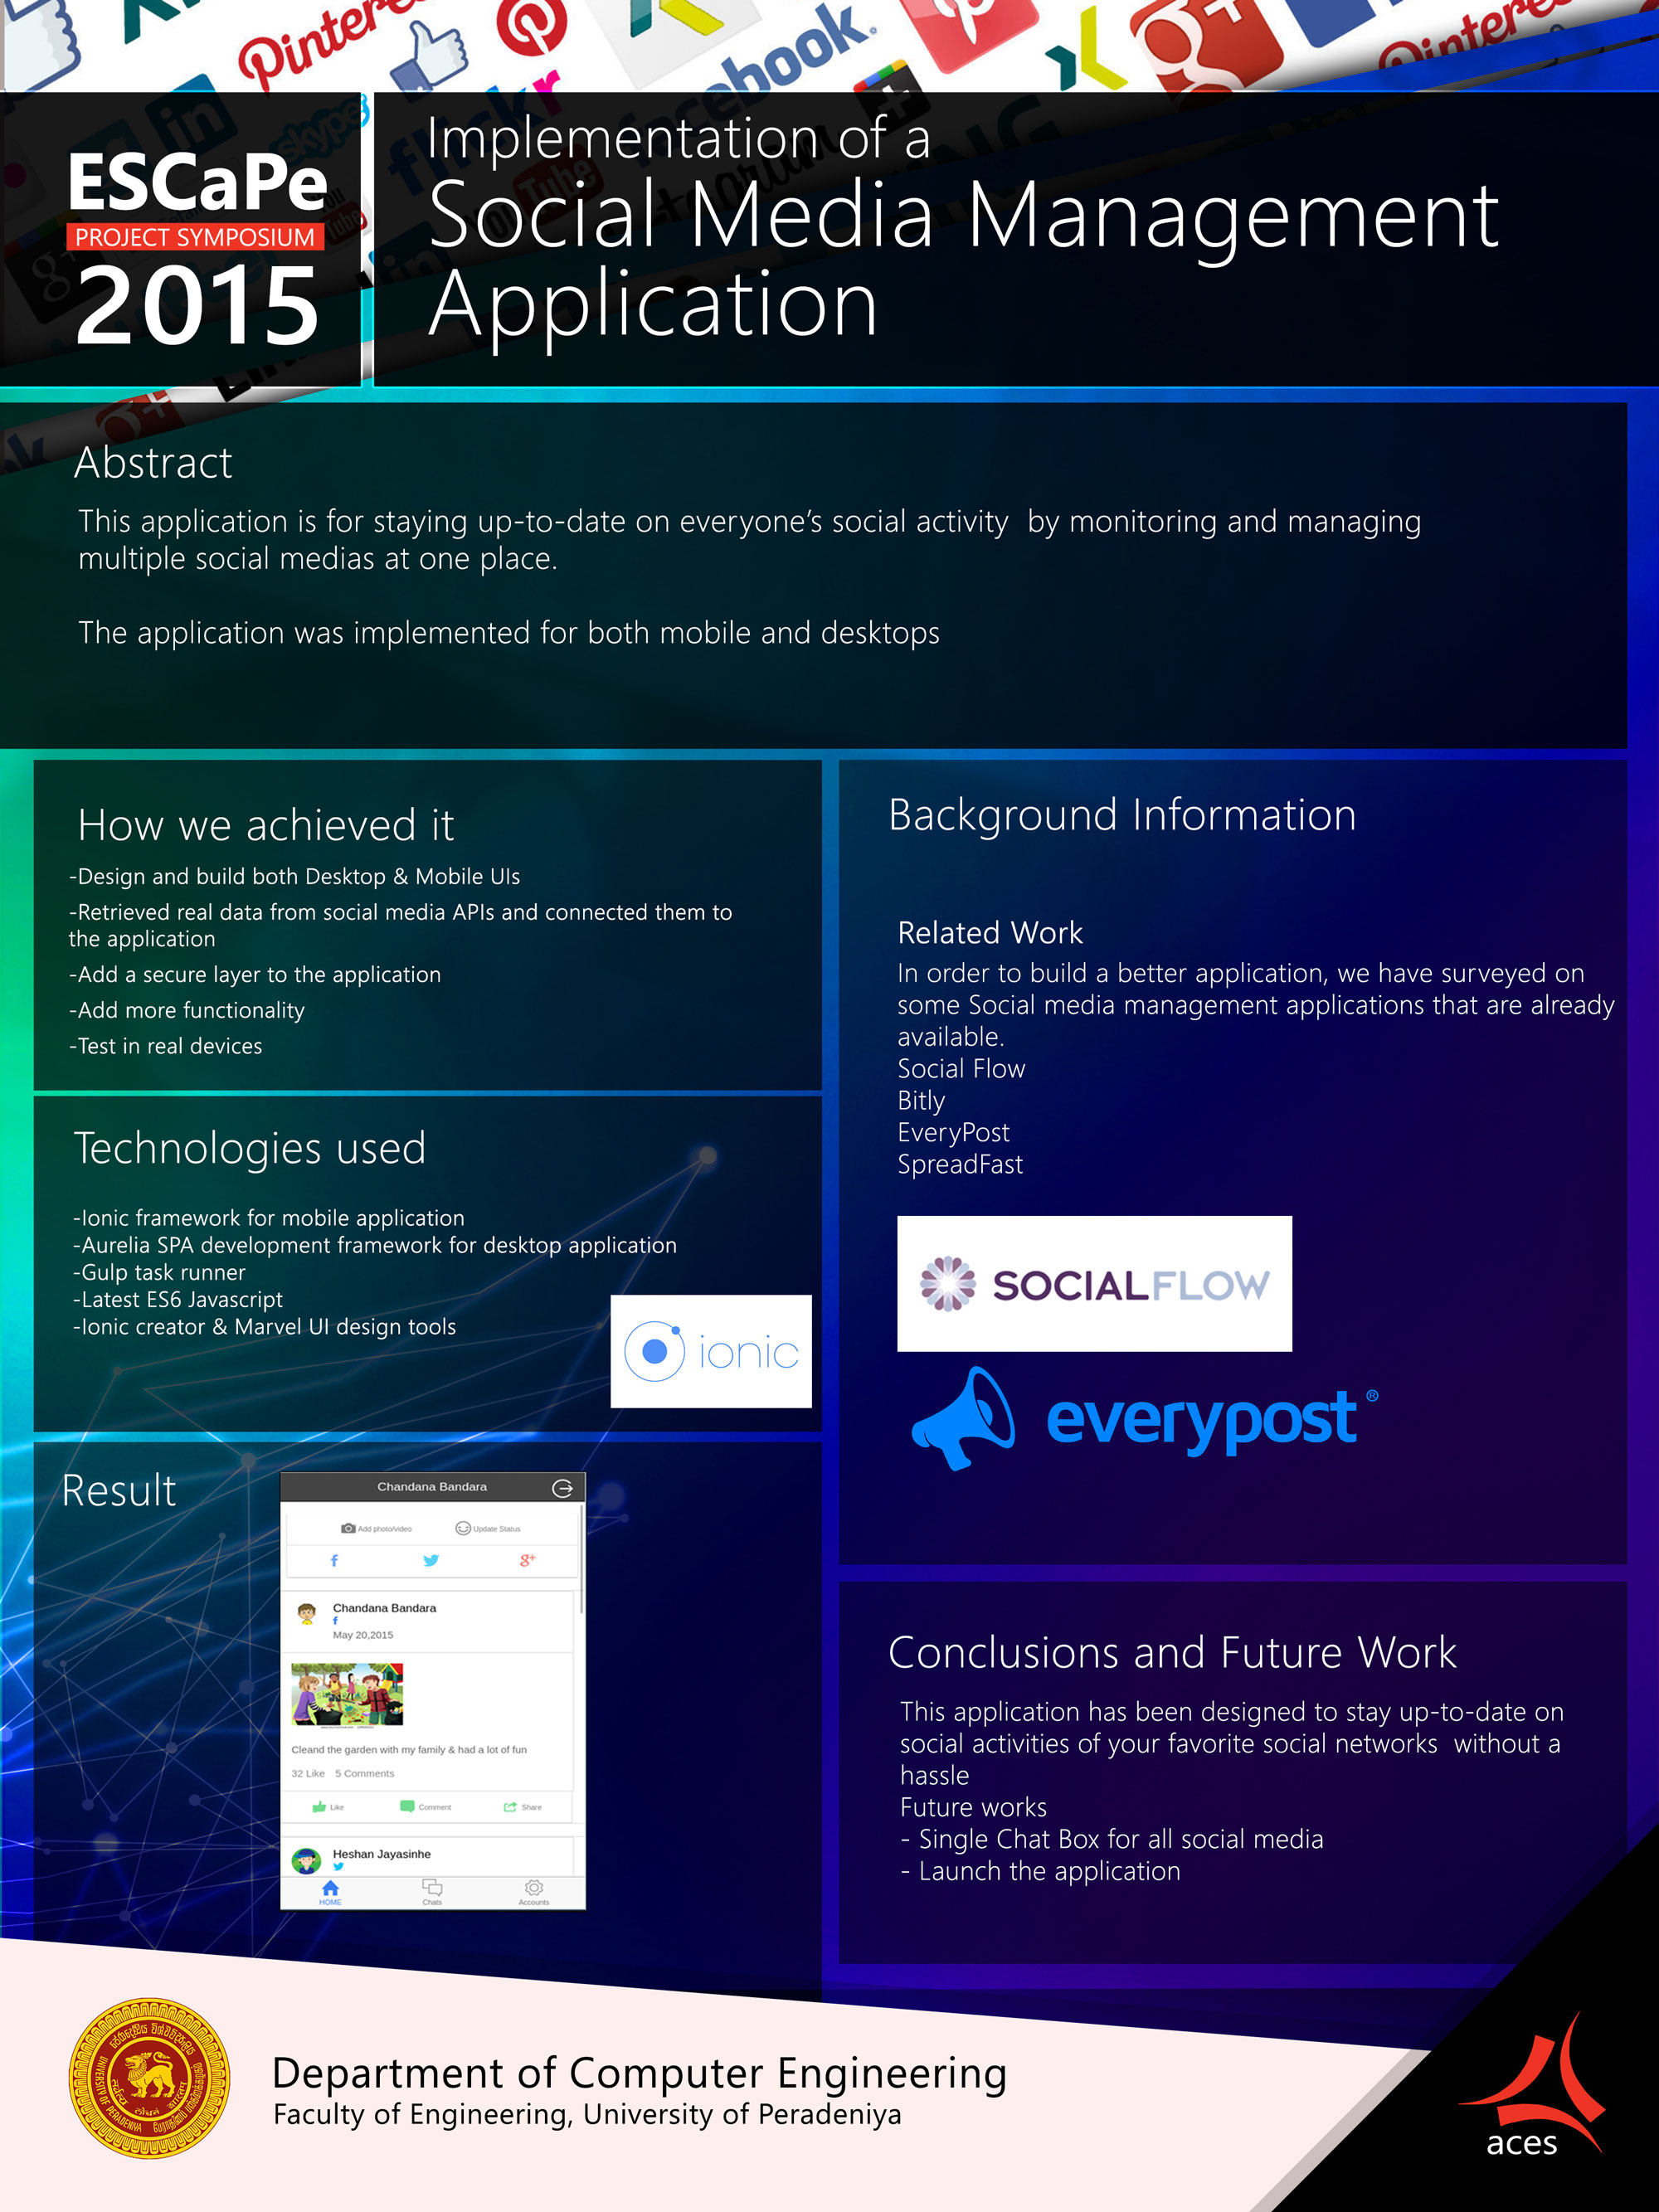 Pinterest
facebook
flickr
skype
Pinterest
ESCaPe
PROJECT SYMPOSIUM
2015
Implementation of a
Social Media Management
Application
Abstract
This application is for staying up-to-date on everyone's social activity  by monitoring and managing
multiple social medias at one place.
The application was implemented for both mobile and desktops
How we achieved it
-Design and build both Desktop & Mobile UIs
-Retrieved real data from social media APIs and connected them to
the application
-Add a secure layer to the application
-Add more functionality
-Test in real devices
Technologies used
-Ionic framework for mobile application
-Aurelia SPA development framework for desktop application
-Gulp task runner
-Latest ES6 Javascript
-Ionic creator & Marvel UI design tools
ionic
Result
Chandana Bandara
Add photo/video Update Status
f g+
Chandana Bandara
f
May 20,2015
Cleand the garden with my family & had a lot of fun
32 Like 5 Comments
Like Comment Share
Heshan Jayasinhe
HOME Chats Accounts
Background Information
Related Work
In order to build a better application, we have surveyed on
some Social media management applications that are already
available.
Social Flow
Bitly
EveryPost
SpreadFast
SOCIALFLOW
everypost®
Conclusions and Future Work
This application has been designed to stay up-to-date on
social activities of your favorite social networks  without a
hassle
Future works
- Single Chat Box for all social media
- Launch the application
UNIVERSITY OF PERADENIYA
Department of Computer Engineering
Faculty of Engineering, University of Peradeniya
aces